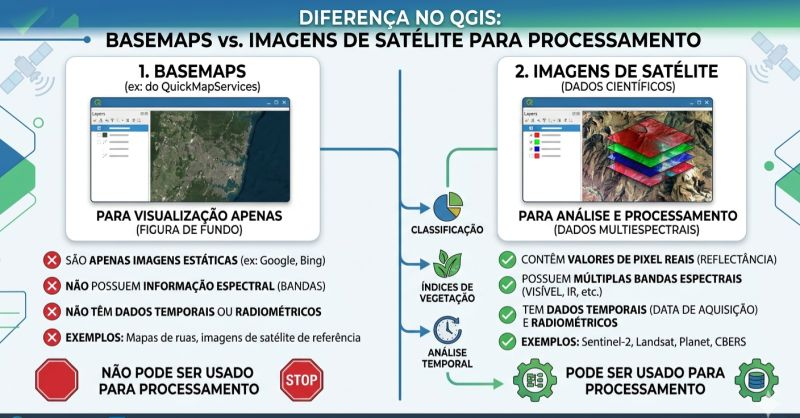 DIFERENÇA NO QGIS:
BASEMAPS vs. IMAGENS DE SATÉLITE PARA PROCESSAMENTO
1. BASEMAPS
(ex: do QuickMapServices)
Layers
PARA VISUALIZAÇÃO APENAS
(FIGURA DE FUNDO)
SÃO APENAS IMAGENS ESTÁTICAS (ex: Google, Bing)
NÃO POSSUEM INFORMAÇÃO ESPECTRAL (BANDAS)
NÃO TÊM DADOS TEMPORAIS OU RADIOMÉTRICOS
EXEMPLOS: Mapas de ruas, imagens de satélite de referência
NÃO PODE SER USADO
PARA PROCESSAMENTO
STOP
CLASSIFICAÇÃO
ÍNDICES DE
VEGETAÇÃO
ANÁLISE
TEMPORAL
2. IMAGENS DE SATÉLITE
(DADOS CIENTÍFICOS)
Layers
PARA ANÁLISE E PROCESSAMENTO
(DADOS MULTIESPECTRAIS)
CONTÊM VALORES DE PIXEL REAIS (REFLECTÂNCIA)
POSSUEM MÚLTIPLAS BANDAS ESPECTRAIS
(VISÍVEL, IR, etc.)
TEM DADOS TEMPORAIS (DATA DE AQUISIÇÃO)
E RADIOMÉTRICOS
EXEMPLOS: Sentinel-2, Landsat, Planet, CBERS
PODE SER USADO PARA
PROCESSAMENTO